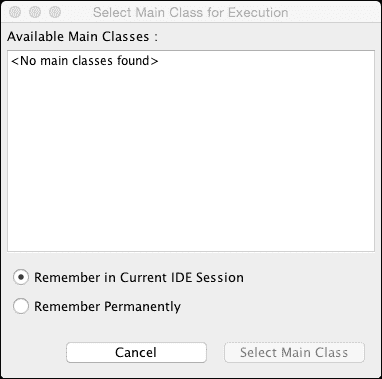 Select Main Class for Execution
Available Main Classes :
<No main classes found>
Remember in Current IDE Session
Remember Permanently
Cancel Select Main Class